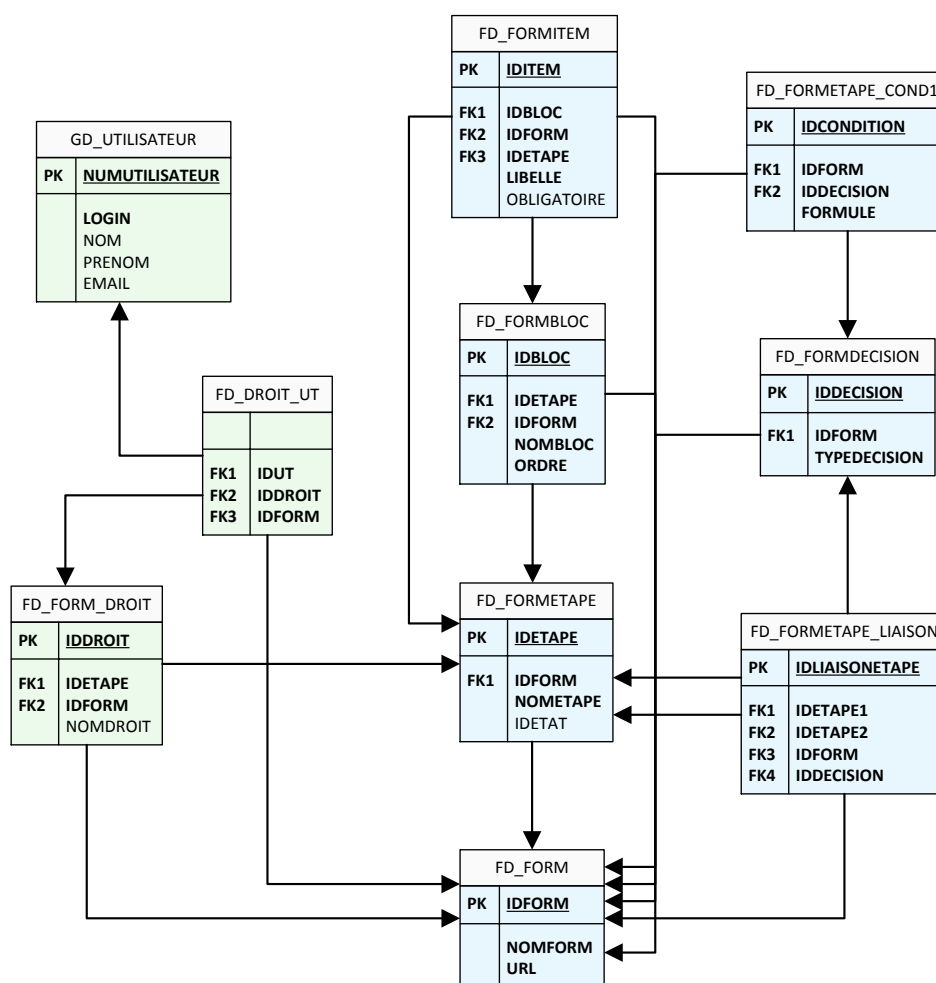 FD_FORMITEM
PK IDITEM
FK1 IDBLOC
FK2 IDFORM
FK3 IDETAPE
LIBELLE
OBLIGATOIRE
FD_FORMETAPE_COND1
PK IDCONDITION
FK1 IDFORM
FK2 IDDECISION
FORMULE
GD_UTILISATEUR
PK NUMUTILISATEUR
LOGIN
NOM
PRENOM
EMAIL
FD_FORMBLOC
PK IDBLOC
FK1 IDETAPE
FK2 IDFORM
NOMBLOC
ORDRE
FD_FORMDECISION
PK IDDECISION
FK1 IDFORM
TYPEDECISION
FD_DROIT_UT
FK1 IDUT
FK2 IDDROIT
FK3 IDFORM
FD_FORM_DROIT
PK IDDROIT
FK1 IDETAPE
FK2 IDFORM
NOMDROIT
FD_FORMETAPE
PK IDETAPE
FK1 IDFORM
NOMETAPE
IDETAT
FD_FORMETAPE_LIAISON
PK IDLIAISONETAPE
FK1 IDETAPE1
FK2 IDETAPE2
FK3 IDFORM
FK4 IDDECISION
FD_FORM
PK IDFORM
NOMFORM
URL